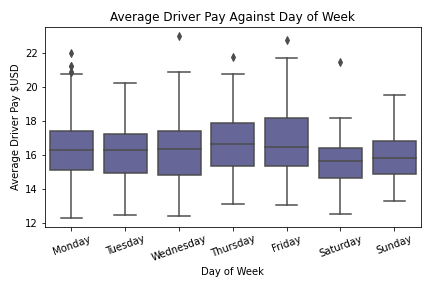 Average Driver Pay Against Day of Week
Average Driver Pay $USD
22
20
18
16
14
12
Monday Tuesday Wednesday Thursday Friday Saturday Sunday
Day of Week